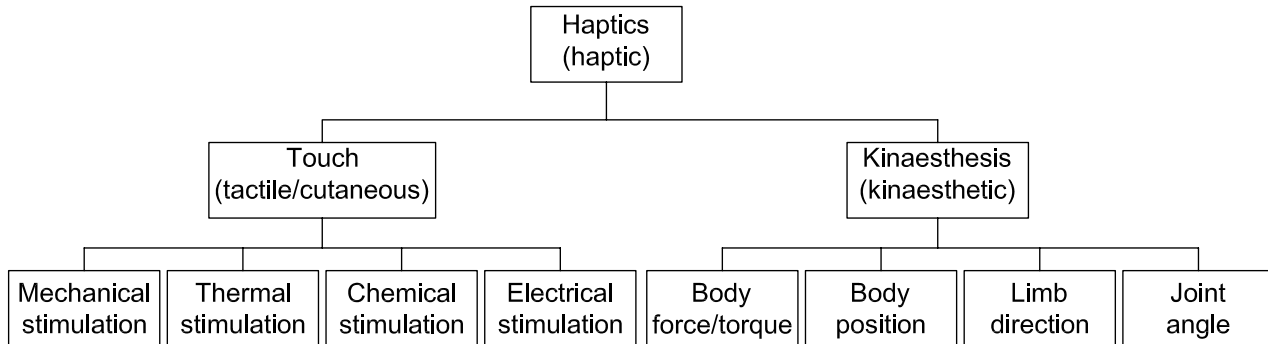 Haptics
(haptic)
Touch
(tactile/cutaneous)
Kinaesthesis
(kinaesthetic)
Mechanical
stimulation
Thermal
stimulation
Chemical
stimulation
Electrical
stimulation
Body
force/torque
Body
position
Limb
direction
Joint
angle